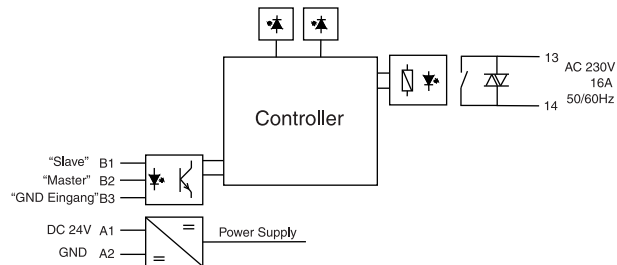 13
AC 230V
16A
50/60Hz
14
Controller
“Slave” B1
“Master” B2
“GND Eingang” B3
DC 24V A1
GND A2
Power Supply